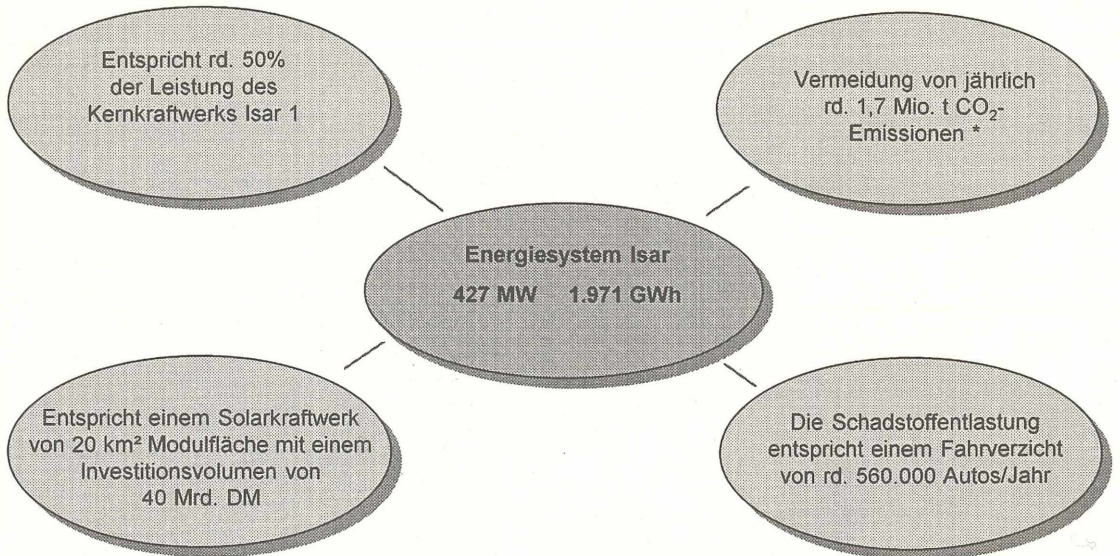 Entspricht rd. 50%
der Leistung des
Kernkraftwerks Isar 1
Vermeidung von jährlich
rd. 1,7 Mio. t CO₂-
Emissionen *
Energiesystem Isar
427 MW 1.971 GWh
Entspricht einem Solarkraftwerk
von 20 km² Modulfläche mit einem
Investitionsvolumen von
40 Mrd. DM
Die Schadstoffentlastung
entspricht einem Fahrverzicht
von rd. 560.000 Autos/Jahr